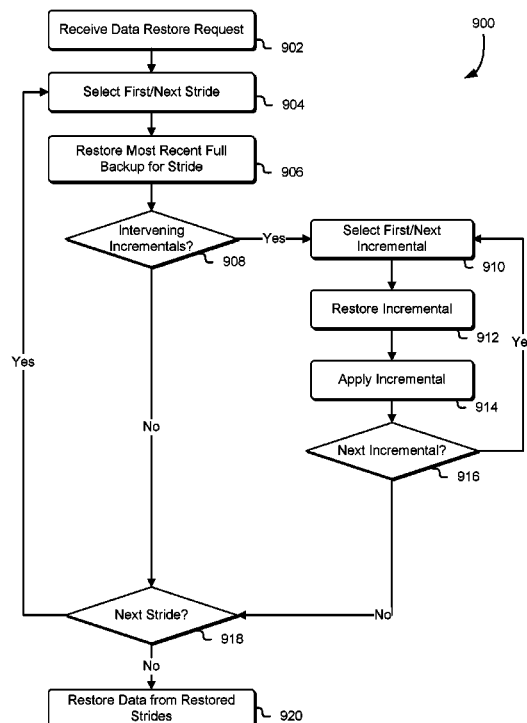 Receive Data Restore Request
902
900
Select First/Next Stride
904
Restore Most Recent Full
Backup for Stride
906
Intervening
Incrementals?
908
Yes
Select First/Next
Incremental
910
Restore Incremental
912
Yes
Apply Incremental
914
Yes
No
Next Incremental?
916
Next Stride?
918
No
No
Restore Data from Restored
Strides
920